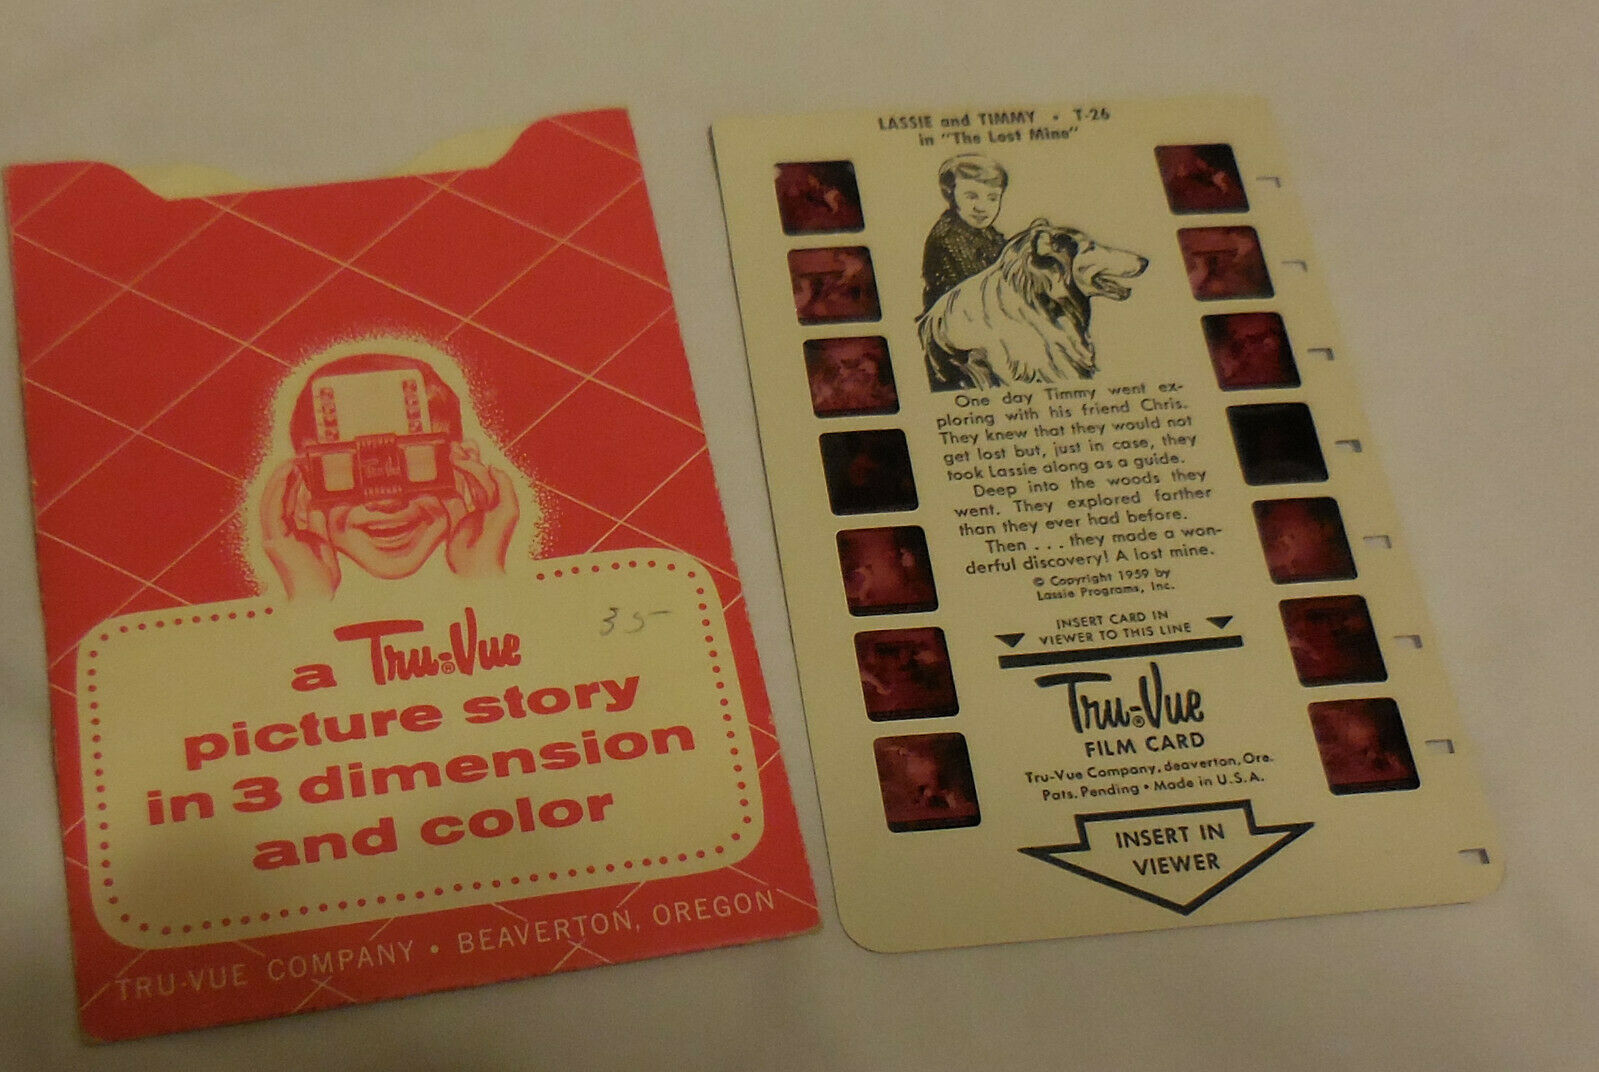 35-
a Tru-Vue®
picture story
in 3 dimension
and color
TRU-VUE COMPANY • BEAVERTON, OREGON
Tru-Vue
LASSIE and TIMMY • T-26
in "The Lost Mine"
One day Timmy went ex-
ploring with his friend Chris.
They knew that they would not
get lost but, just in case, they
took Lassie along as a guide.
Deep into the woods they
went. They explored farther
than they ever had before.
Then . . . they made a won-
derful discovery! A lost mine.
© Copyright 1959 by
Lassie Programs, Inc.
INSERT CARD IN
VIEWER TO THIS LINE
Tru-Vue®
FILM CARD
Tru-Vue Company, Beaverton, Ore.
Pats. Pending • Made in U.S.A.
INSERT IN
VIEWER